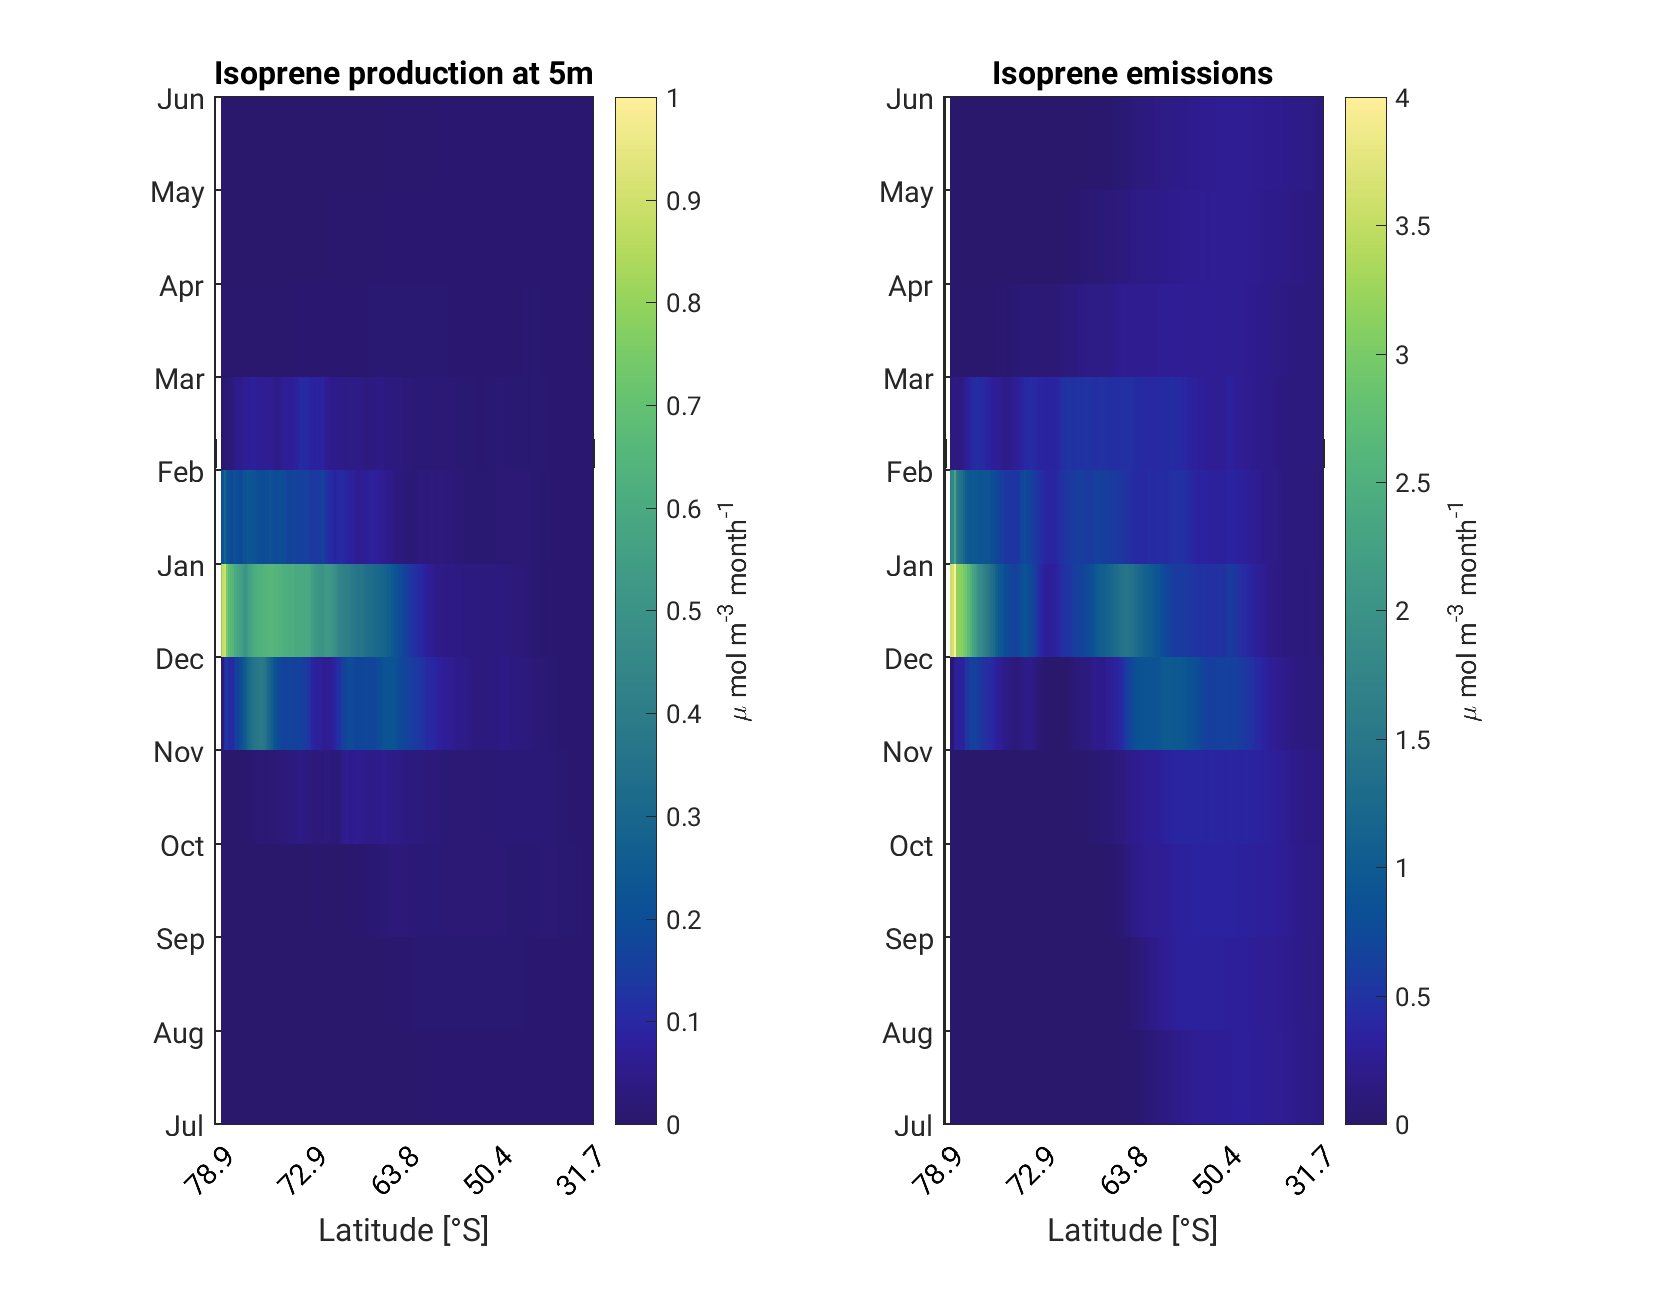 Isoprene production at 5m
Jun
May
Apr
Mar
Feb
Jan
Dec
Nov
Oct
Sep
Aug
Jul
78.9
72.9
63.8
50.4
31.7
Latitude [°S]
1
0.9
0.8
0.7
0.6
0.5
0.4
0.3
0.2
0.1
0
μ mol m⁻³ month⁻¹
Isoprene emissions
Jun
May
Apr
Mar
Feb
Jan
Dec
Nov
Oct
Sep
Aug
Jul
78.9
72.9
63.8
50.4
31.7
Latitude [°S]
4
3.5
3
2.5
2
1.5
1
0.5
0
μ mol m⁻³ month⁻¹